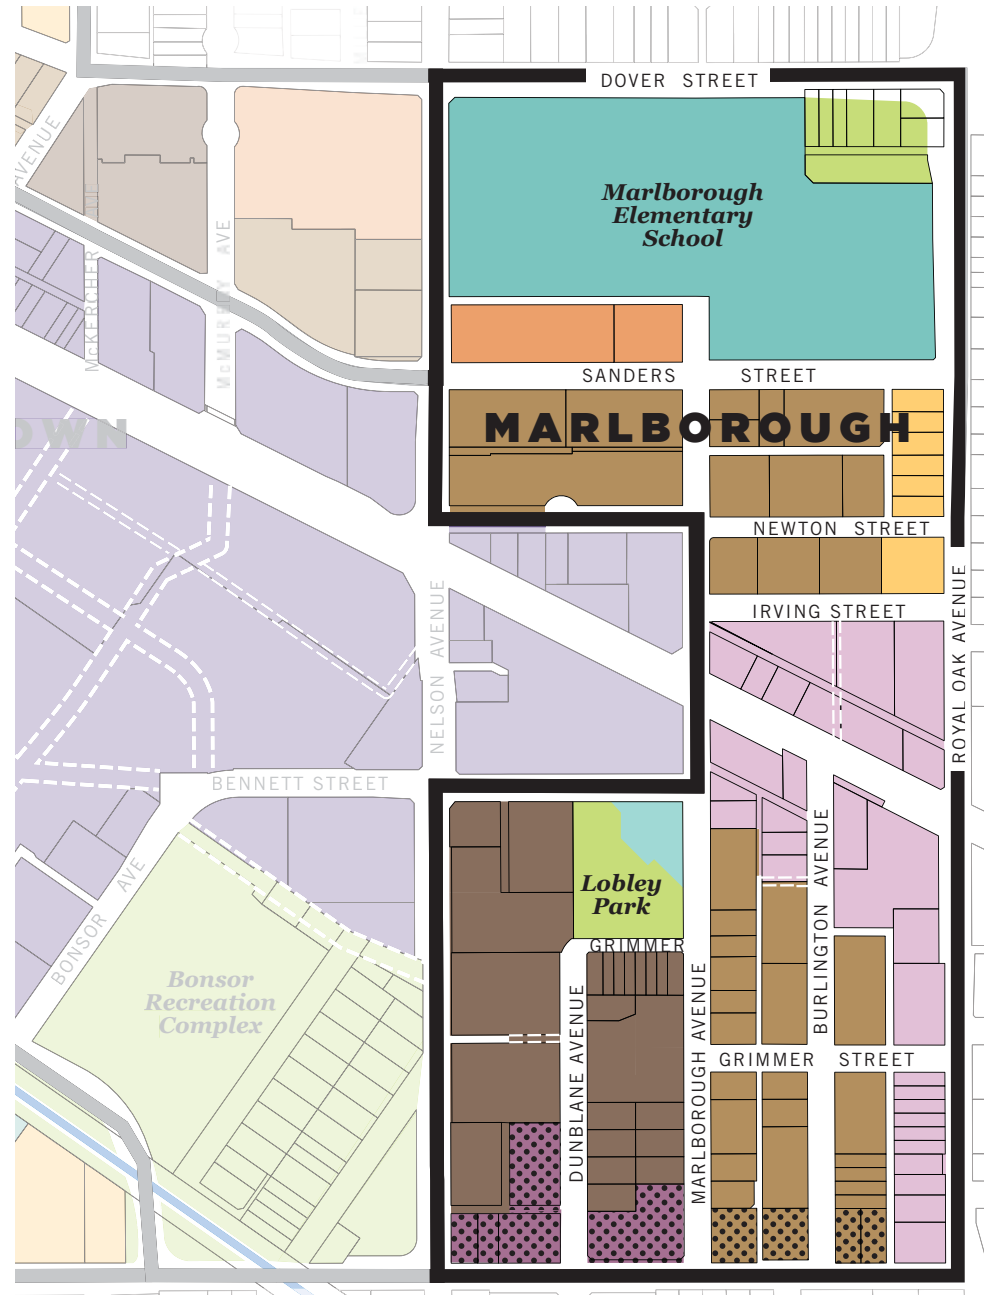 DOVER STREET
AVENUE
Marlborough
Elementary
School
McKERCHER
McMURRAY AVE
SANDERS STREET
MARLBOROUGH
OWN
NEWTON STREET
IRVING STREET
NELSON AVENUE
ROYAL OAK AVENUE
BENNETT STREET
BURLINGTON AVENUE
BONSOR AVE
Lobley
Park
GRIMMER
Bonsor
Recreation
Complex
DUNBLANE AVENUE
MARLBOROUGH AVENUE
GRIMMER STREET